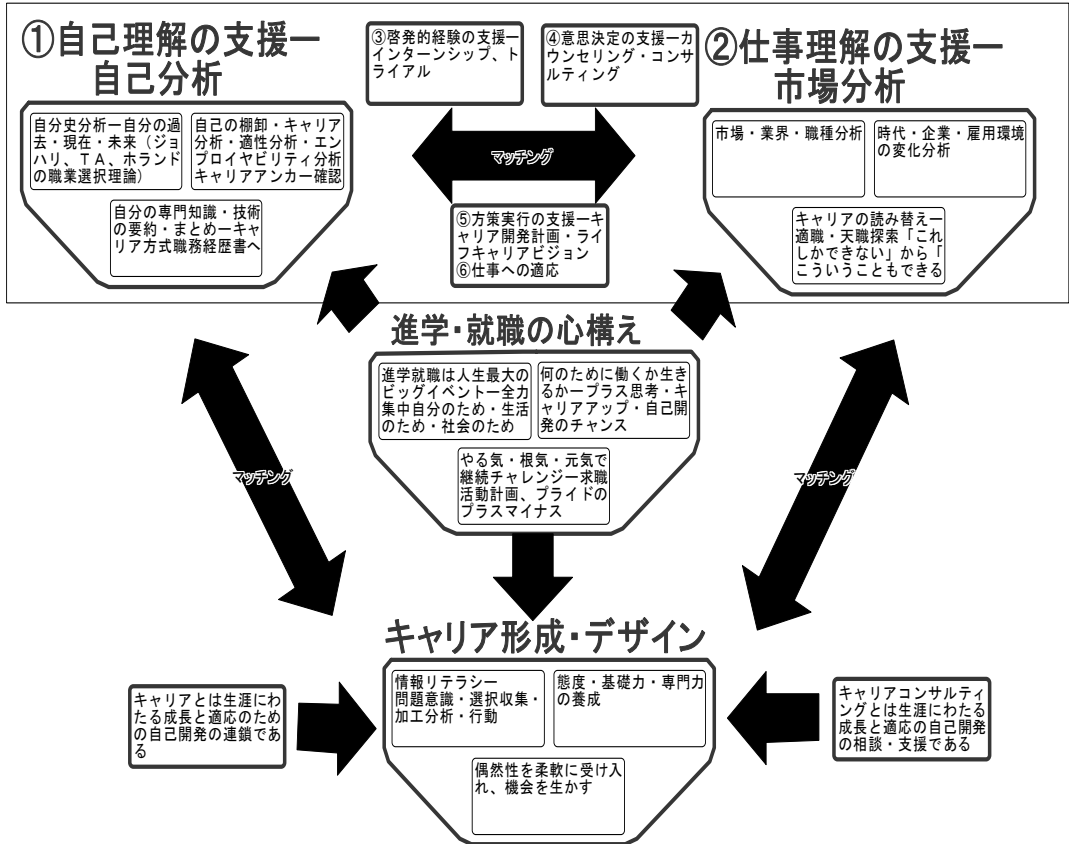 ①自己理解の支援ー
自己分析
③啓発的経験の支援ー
インターンシップ、ト
ライアル
④意思決定の支援ーカ
ウンセリング・コンサ
ルティング
②仕事理解の支援ー
市場分析
自分史分析ー自分の過
去・現在・未来（ジョ
ハリ、ＴＡ、ホランド
の職業選択理論）
自己の棚卸・キャリア
分析・適性分析・エン
プロイヤビリティ分析
キャリアアンカー確認
自分の専門知識・技術
の要約・まとめーキャ
リア方式職務経歴書へ
マッチング
⑤方策実行の支援ーキ
ャリア開発計画・ライ
フキャリアビジョン
⑥仕事への適応
市場・業界・職種分析
時代・企業・雇用環境
の変化分析
キャリアの読み替えー
適職・天職探索「これ
しかできない」から「
こういうこともできる
進学・就職の心構え
進学就職は人生最大の
ビッグイベントー全力
集中自分のため・生活
のため・社会のため
何のために働くか生き
るかープラス思考・キ
ャリアアップ・自己開
発のチャンス
やる気・根気・元気で
継続チャレンジー求職
活動計画、プライドの
プラスマイナス
マッチング
マッチング
キャリア形成・デザイン
キャリアとは生涯にわ
たる成長と適応のため
の自己開発の連鎖であ
る
情報リテラシー
問題意識・選択収集・
加工分析・行動
態度・基礎力・専門力
の養成
偶然性を柔軟に受け入
れ、機会を生かす
キャリアコンサルティ
ングとは生涯にわたる
成長と適応の自己開発
の相談・支援である